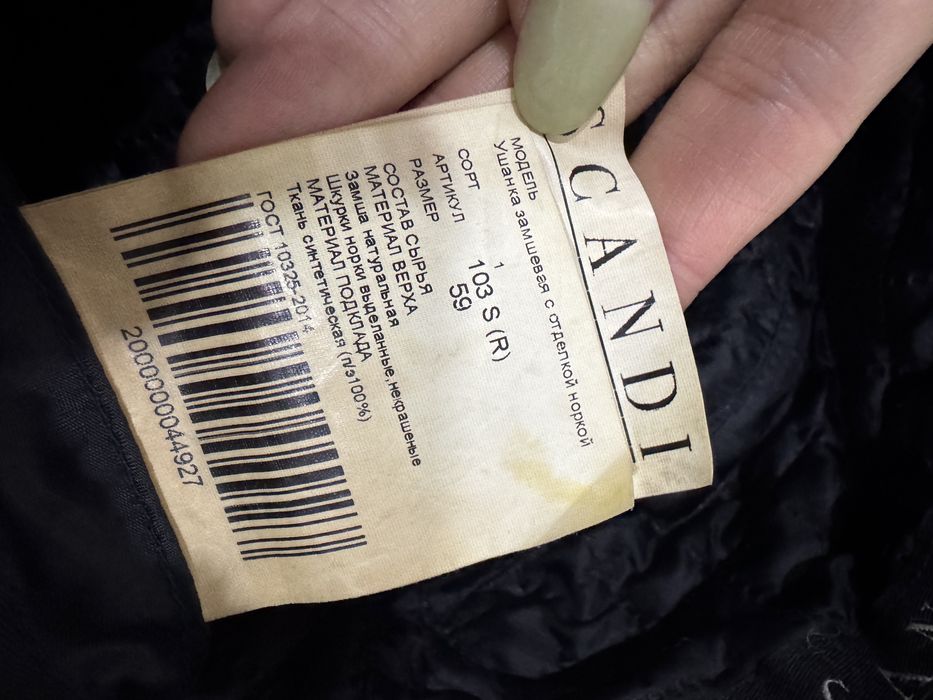 SCANDI
МОДЕЛЬ
Ушанка замшевая с отделкой норкой
СОРТ 1
АРТИКУЛ 103 S (R)
РАЗМЕР 59
СОСТАВ СЫРЬЯ
МАТЕРИАЛ ВЕРХА
Замша натуральная
Шкурки норки выделанные,некрашеные
МАТЕРИАЛ ПОДКЛАДА
Ткань синтетическая (п/э100%)
ГОСТ 10325-2014
2000000044927